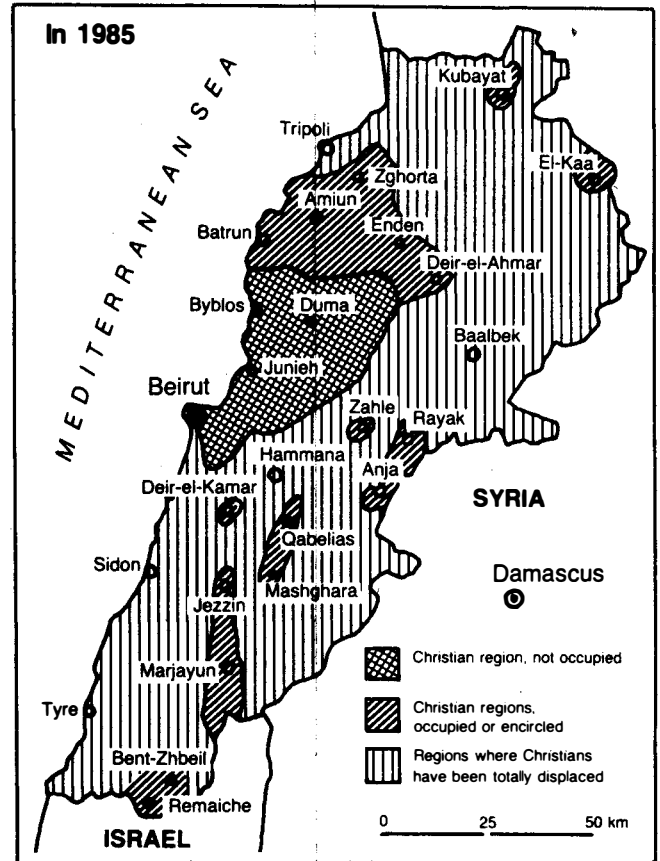 In 1985
MEDITERRANEAN SEA
Kubayat
Tripoli
El-Kaa
Zghorta
Amiun
Batrun
Enden
Deir-el-Ahmar
Byblos
Duma
Baalbek
Junieh
Beirut
Zahle
Rayak
Hammana
Anja
Deir-el-Kamar
SYRIA
Qabelias
Sidon
Mashghara
Damascus
Jezzin
Christian region, not occupied
Marjayun
Christian regions,
occupied or encircled
Tyre
Regions where Christians
have been totally displaced
Bent-Zhbeil
Remaiche
0 25 50 km
ISRAEL